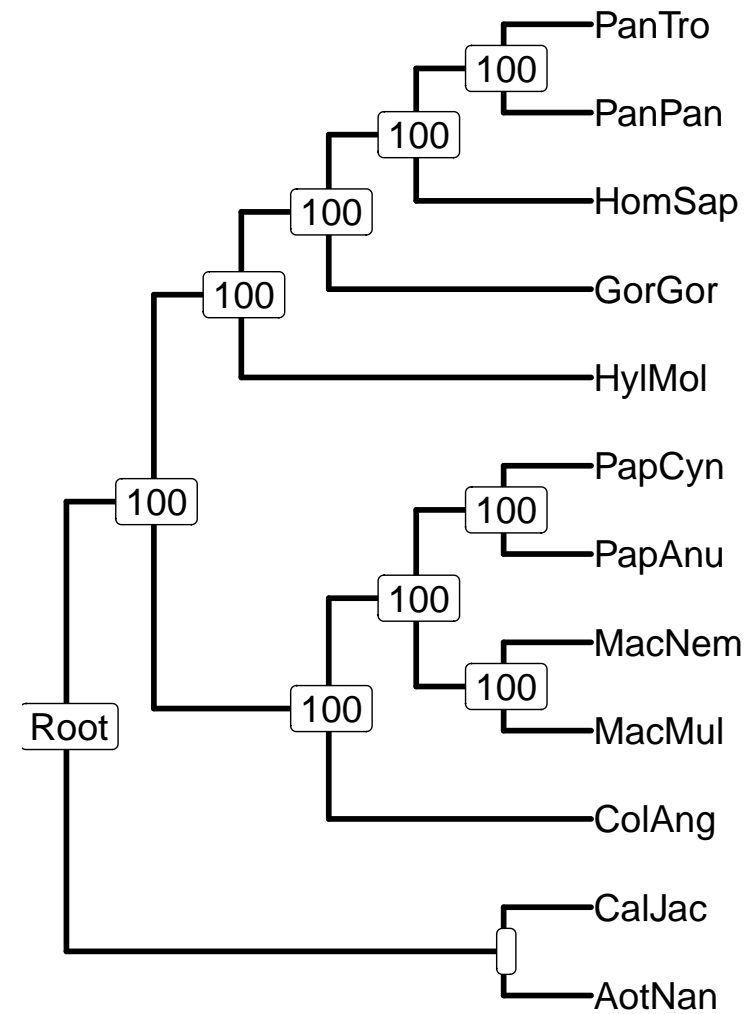 PanTro
100
PanPan
100
HomSap
100
GorGor
100
HylMol
PapCyn
100
100
PapAnu
100
MacNem
100
100
Root
MacMul
ColAng
CalJac
AotNan